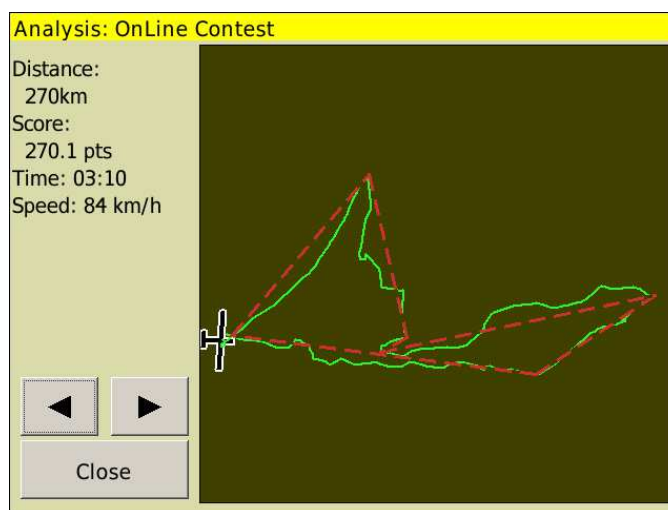 Analysis: OnLine Contest
Distance:
270km
Score:
270.1 pts
Time: 03:10
Speed: 84 km/h
Close